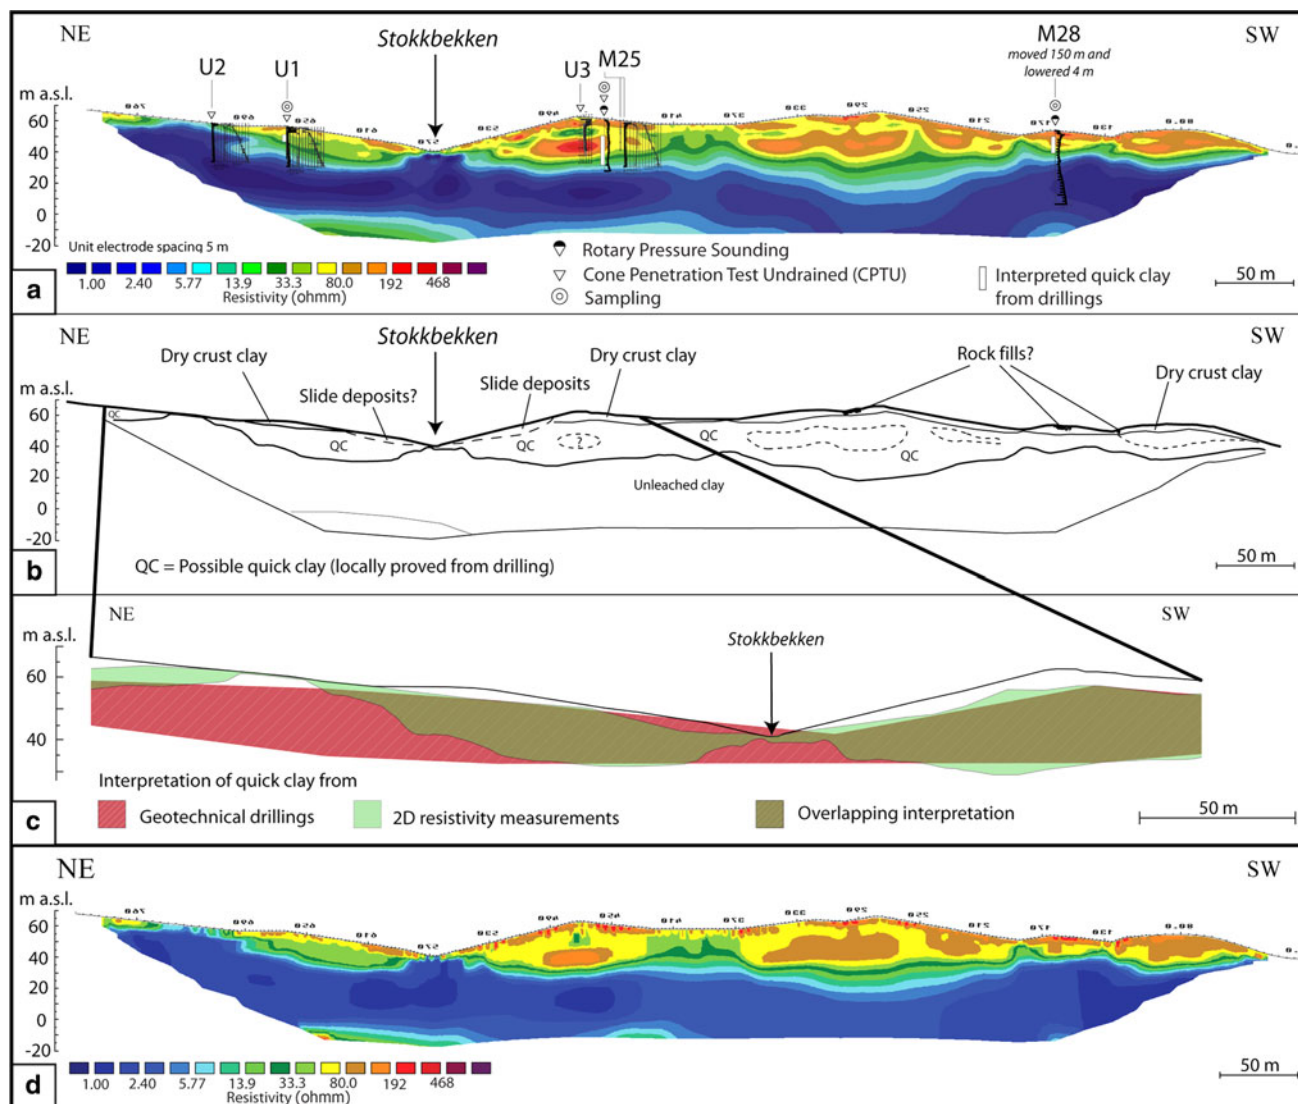 NE
Stokkbekken
M28
SW
moved 150 m and
lowered 4 m
U2
U1
U3
M25
m a.s.l.
60
40
20
0
-20
Unit electrode spacing 5 m
1.00 2.40 5.77 13.9 33.3 80.0 192 468
Resistivity (ohmm)
Rotary Pressure Sounding
Cone Penetration Test Undrained (CPTU)
Sampling
Interpreted quick clay
from drillings
50 m
a
NE
Stokkbekken
SW
Dry crust clay
Slide deposits?
Slide deposits
Dry crust clay
Rock fills?
Dry crust clay
m a.s.l.
60
40
20
0
-20
QC
QC
QC
?
QC
QC
Unleached clay
QC = Possible quick clay (locally proved from drilling)
50 m
b
NE
SW
m a.s.l.
Stokkbekken
60
40
Interpretation of quick clay from
Geotechnical drillings
2D resistivity measurements
Overlapping interpretation
50 m
c
NE
SW
m a.s.l.
60
40
20
0
-20
1.00 2.40 5.77 13.9 33.3 80.0 192 468
Resistivity (ohmm)
50 m
d